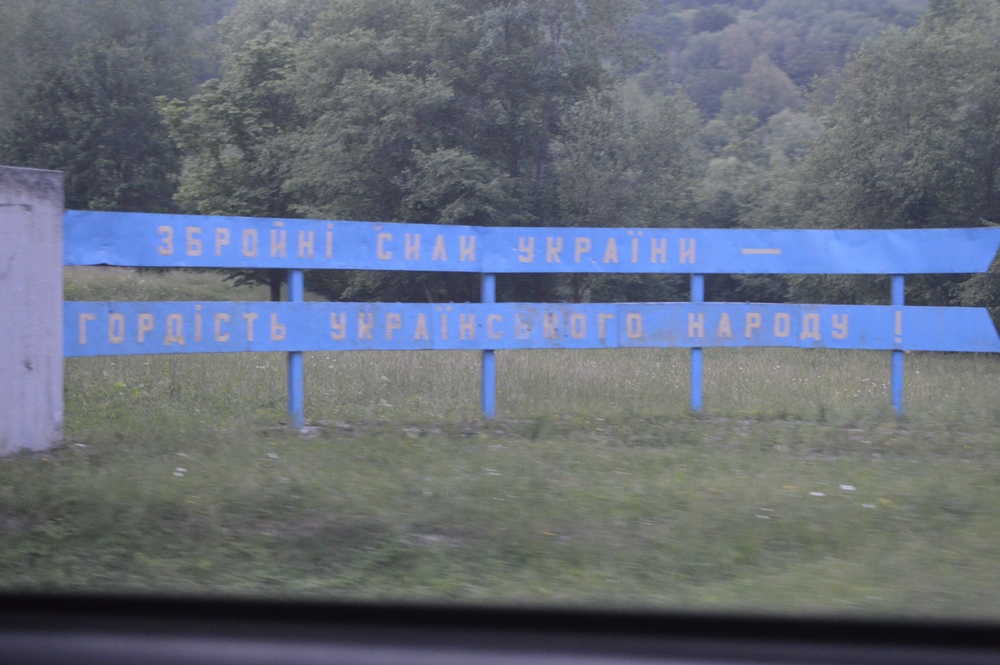 ЗБРОЙНІ СИЛИ УКРАЇНИ —
ГОРДІСТЬ УКРАЇНСЬКОГО НАРОДУ !